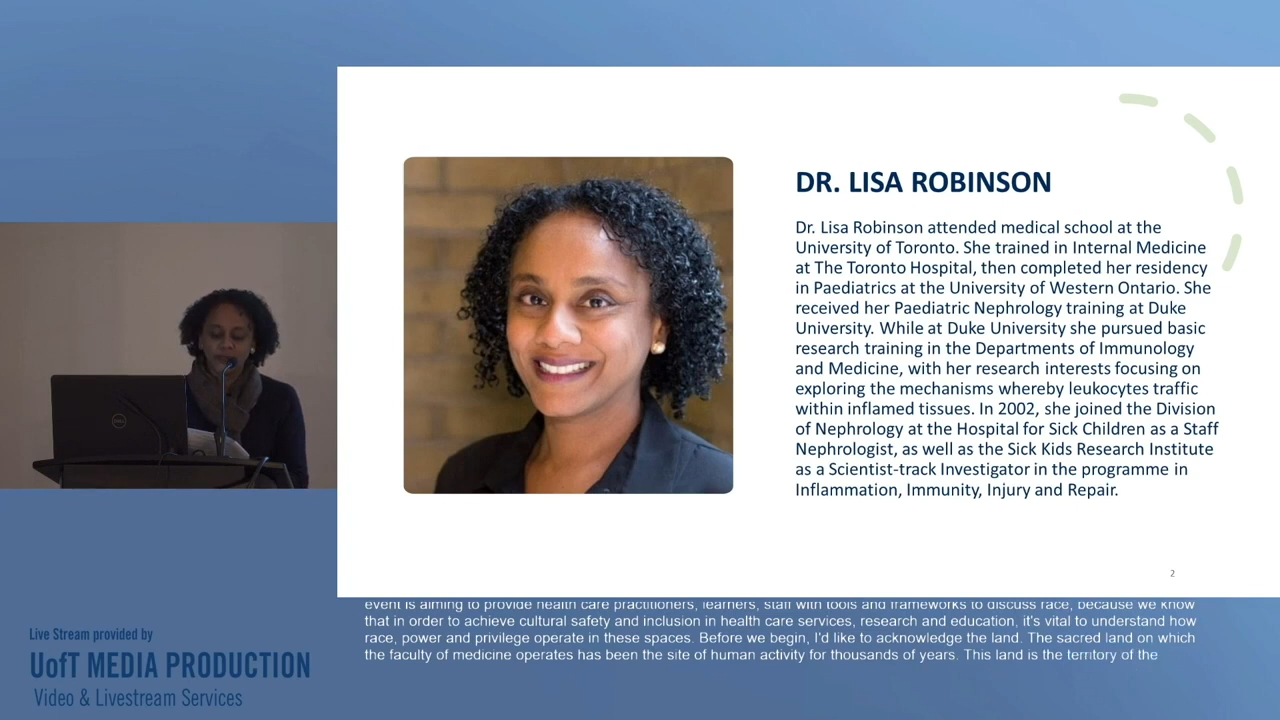 DR. LISA ROBINSON
Dr. Lisa Robinson attended medical school at the
University of Toronto. She trained in Internal Medicine
at The Toronto Hospital, then completed her residency
in Paediatrics at the University of Western Ontario. She
received her Paediatric Nephrology training at Duke
University. While at Duke University she pursued basic
research training in the Departments of Immunology
and Medicine, with her research interests focusing on
exploring the mechanisms whereby leukocytes traffic
within inflamed tissues. In 2002, she joined the Division
of Nephrology at the Hospital for Sick Children as a Staff
Nephrologist, as well as the Sick Kids Research Institute
as a Scientist-track Investigator in the programme in
Inflammation, Immunity, Injury and Repair.
2
event is aiming to provide health care practitioners, learners, staff with tools and frameworks to discuss race, because we know
that in order to achieve cultural safety and inclusion in health care services, research and education, it's vital to understand how
race, power and privilege operate in these spaces. Before we begin, I'd like to acknowledge the land. The sacred land on which
the faculty of medicine operates has been the site of human activity for thousands of years. This land is the territory of the
Live Stream provided by
UofT MEDIA PRODUCTION
Video & Livestream Services